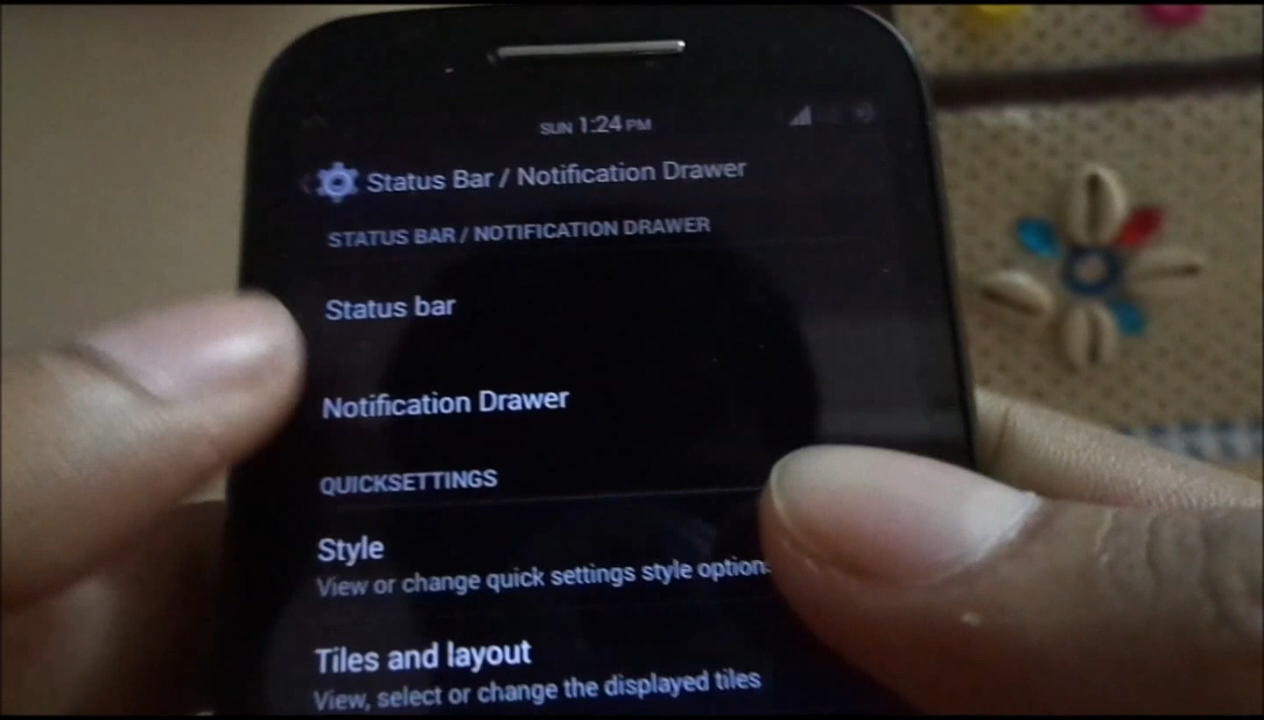 SUN 1:24 PM
Status Bar / Notification Drawer
STATUS BAR / NOTIFICATION DRAWER
Status bar
Notification Drawer
QUICKSETTINGS
Style
View or change quick settings style option
Tiles and layout
View, select or change the displayed tiles